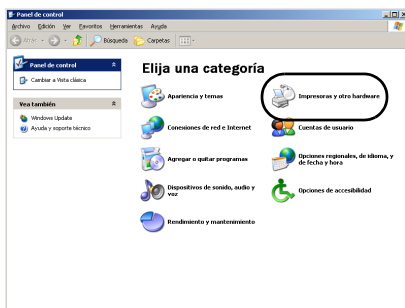 Panel de control
Archivo Edición Ver Favoritos Herramientas Ayuda
Atrás Búsqueda Carpetas
Panel de control
Cambiar a Vista clásica
Vea también
Windows Update
Ayuda y soporte técnico
Elija una categoría
Apariencia y temas
Impresoras y otro hardware
Conexiones de red e Internet
Cuentas de usuario
Agregar o quitar programas
Opciones regionales, de idioma, y
de fecha y hora
Dispositivos de sonido, audio y
voz
Opciones de accesibilidad
Rendimiento y mantenimiento